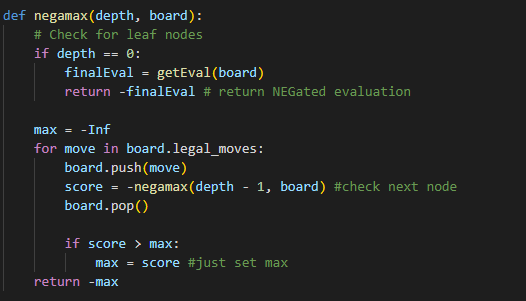 def negamax(depth, board):
    # Check for leaf nodes
    if depth == 0:
        finalEval = getEval(board)
        return -finalEval # return NEGated evaluation

    max = -Inf
    for move in board.legal_moves:
        board.push(move)
        score = -negamax(depth - 1, board) #check next node
        board.pop()

        if score > max:
            max = score #just set max
    return -max